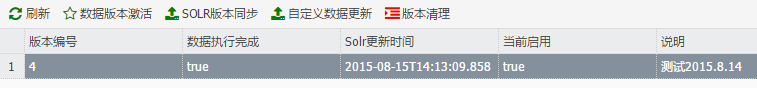 刷新 数据版本激活 SOLR版本同步 自定义数据更新 版本清理
版本编号 数据执行完成 Solr更新时间 当前启用 说明
1 4 true 2015-08-15T14:13:09.858 true 测试2015.8.14